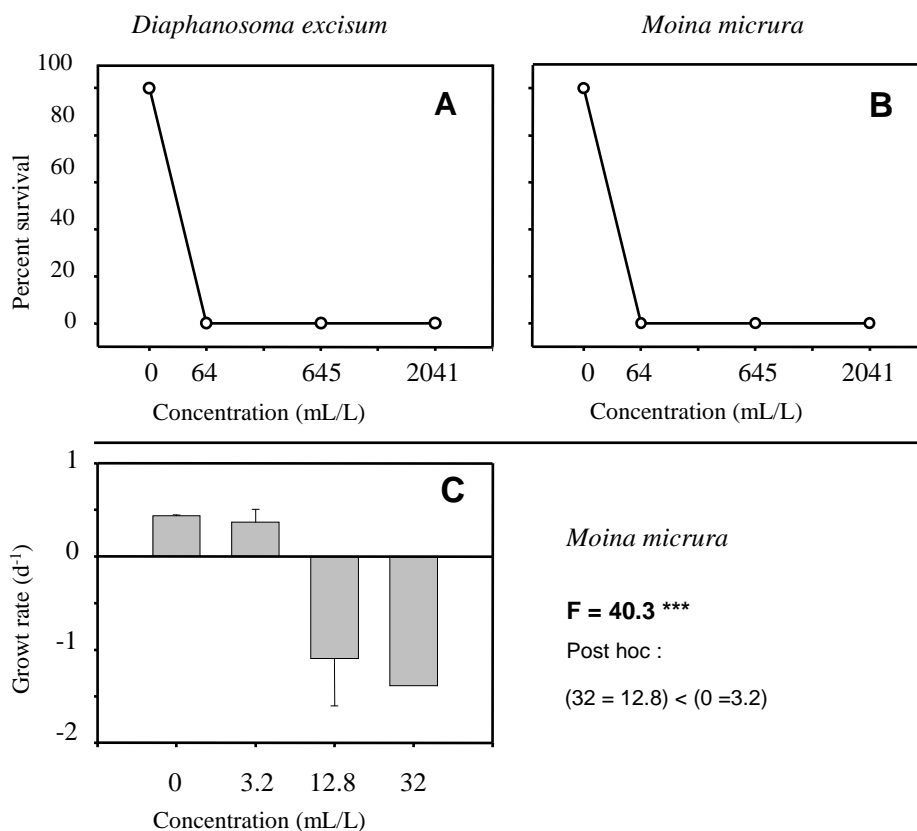 Diaphanosoma excisum
Moina micrura
100
80
60
40
20
0
Percent survival
A
B
0 64 645 2041
Concentration (mL/L)
0 64 645 2041
Concentration (mL/L)
1
0
-1
-2
Growt rate (d-1)
C
0 3.2 12.8 32
Concentration (mL/L)
Moina micrura
F = 40.3 ***
Post hoc :
(32 = 12.8) < (0 =3.2)